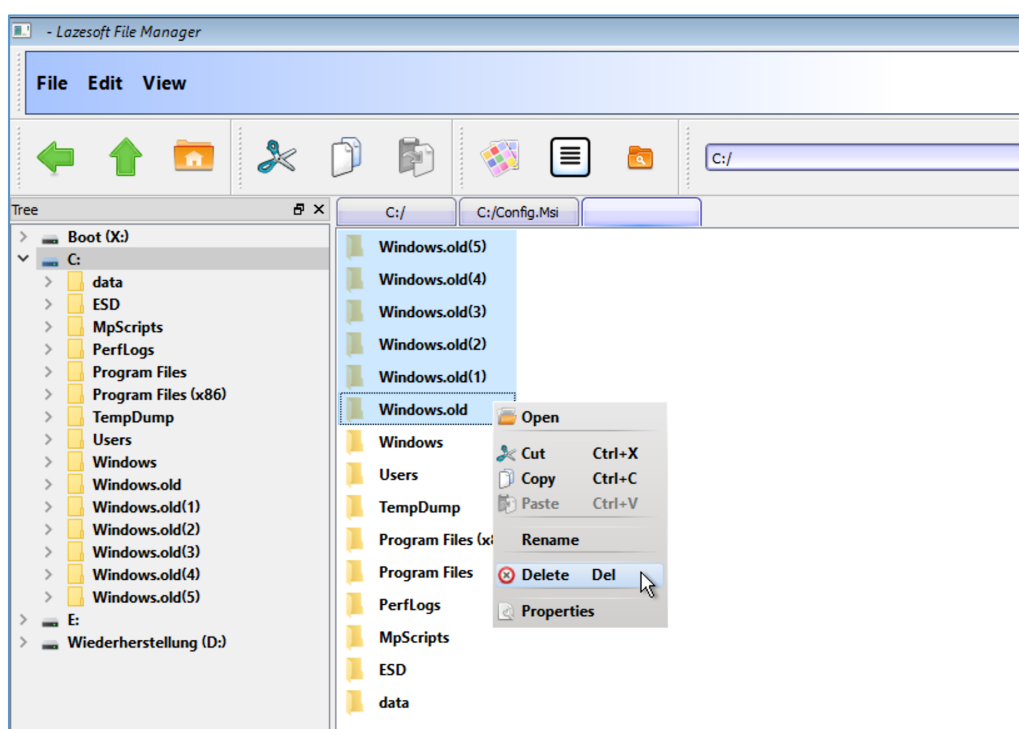 - Lazesoft File Manager
File Edit View
C:/
Tree
C:/ C:/Config.Msi
Boot (X:)
C:
data
ESD
MpScripts
PerfLogs
Program Files
Program Files (x86)
TempDump
Users
Windows
Windows.old
Windows.old(1)
Windows.old(2)
Windows.old(3)
Windows.old(4)
Windows.old(5)
E:
Wiederherstellung (D:)
Windows.old(5)
Windows.old(4)
Windows.old(3)
Windows.old(2)
Windows.old(1)
Windows.old
Windows
Users
TempDump
Program Files (x
Program Files
PerfLogs
MpScripts
ESD
data
Open
Cut Ctrl+X
Copy Ctrl+C
Paste Ctrl+V
Rename
Delete Del
Properties